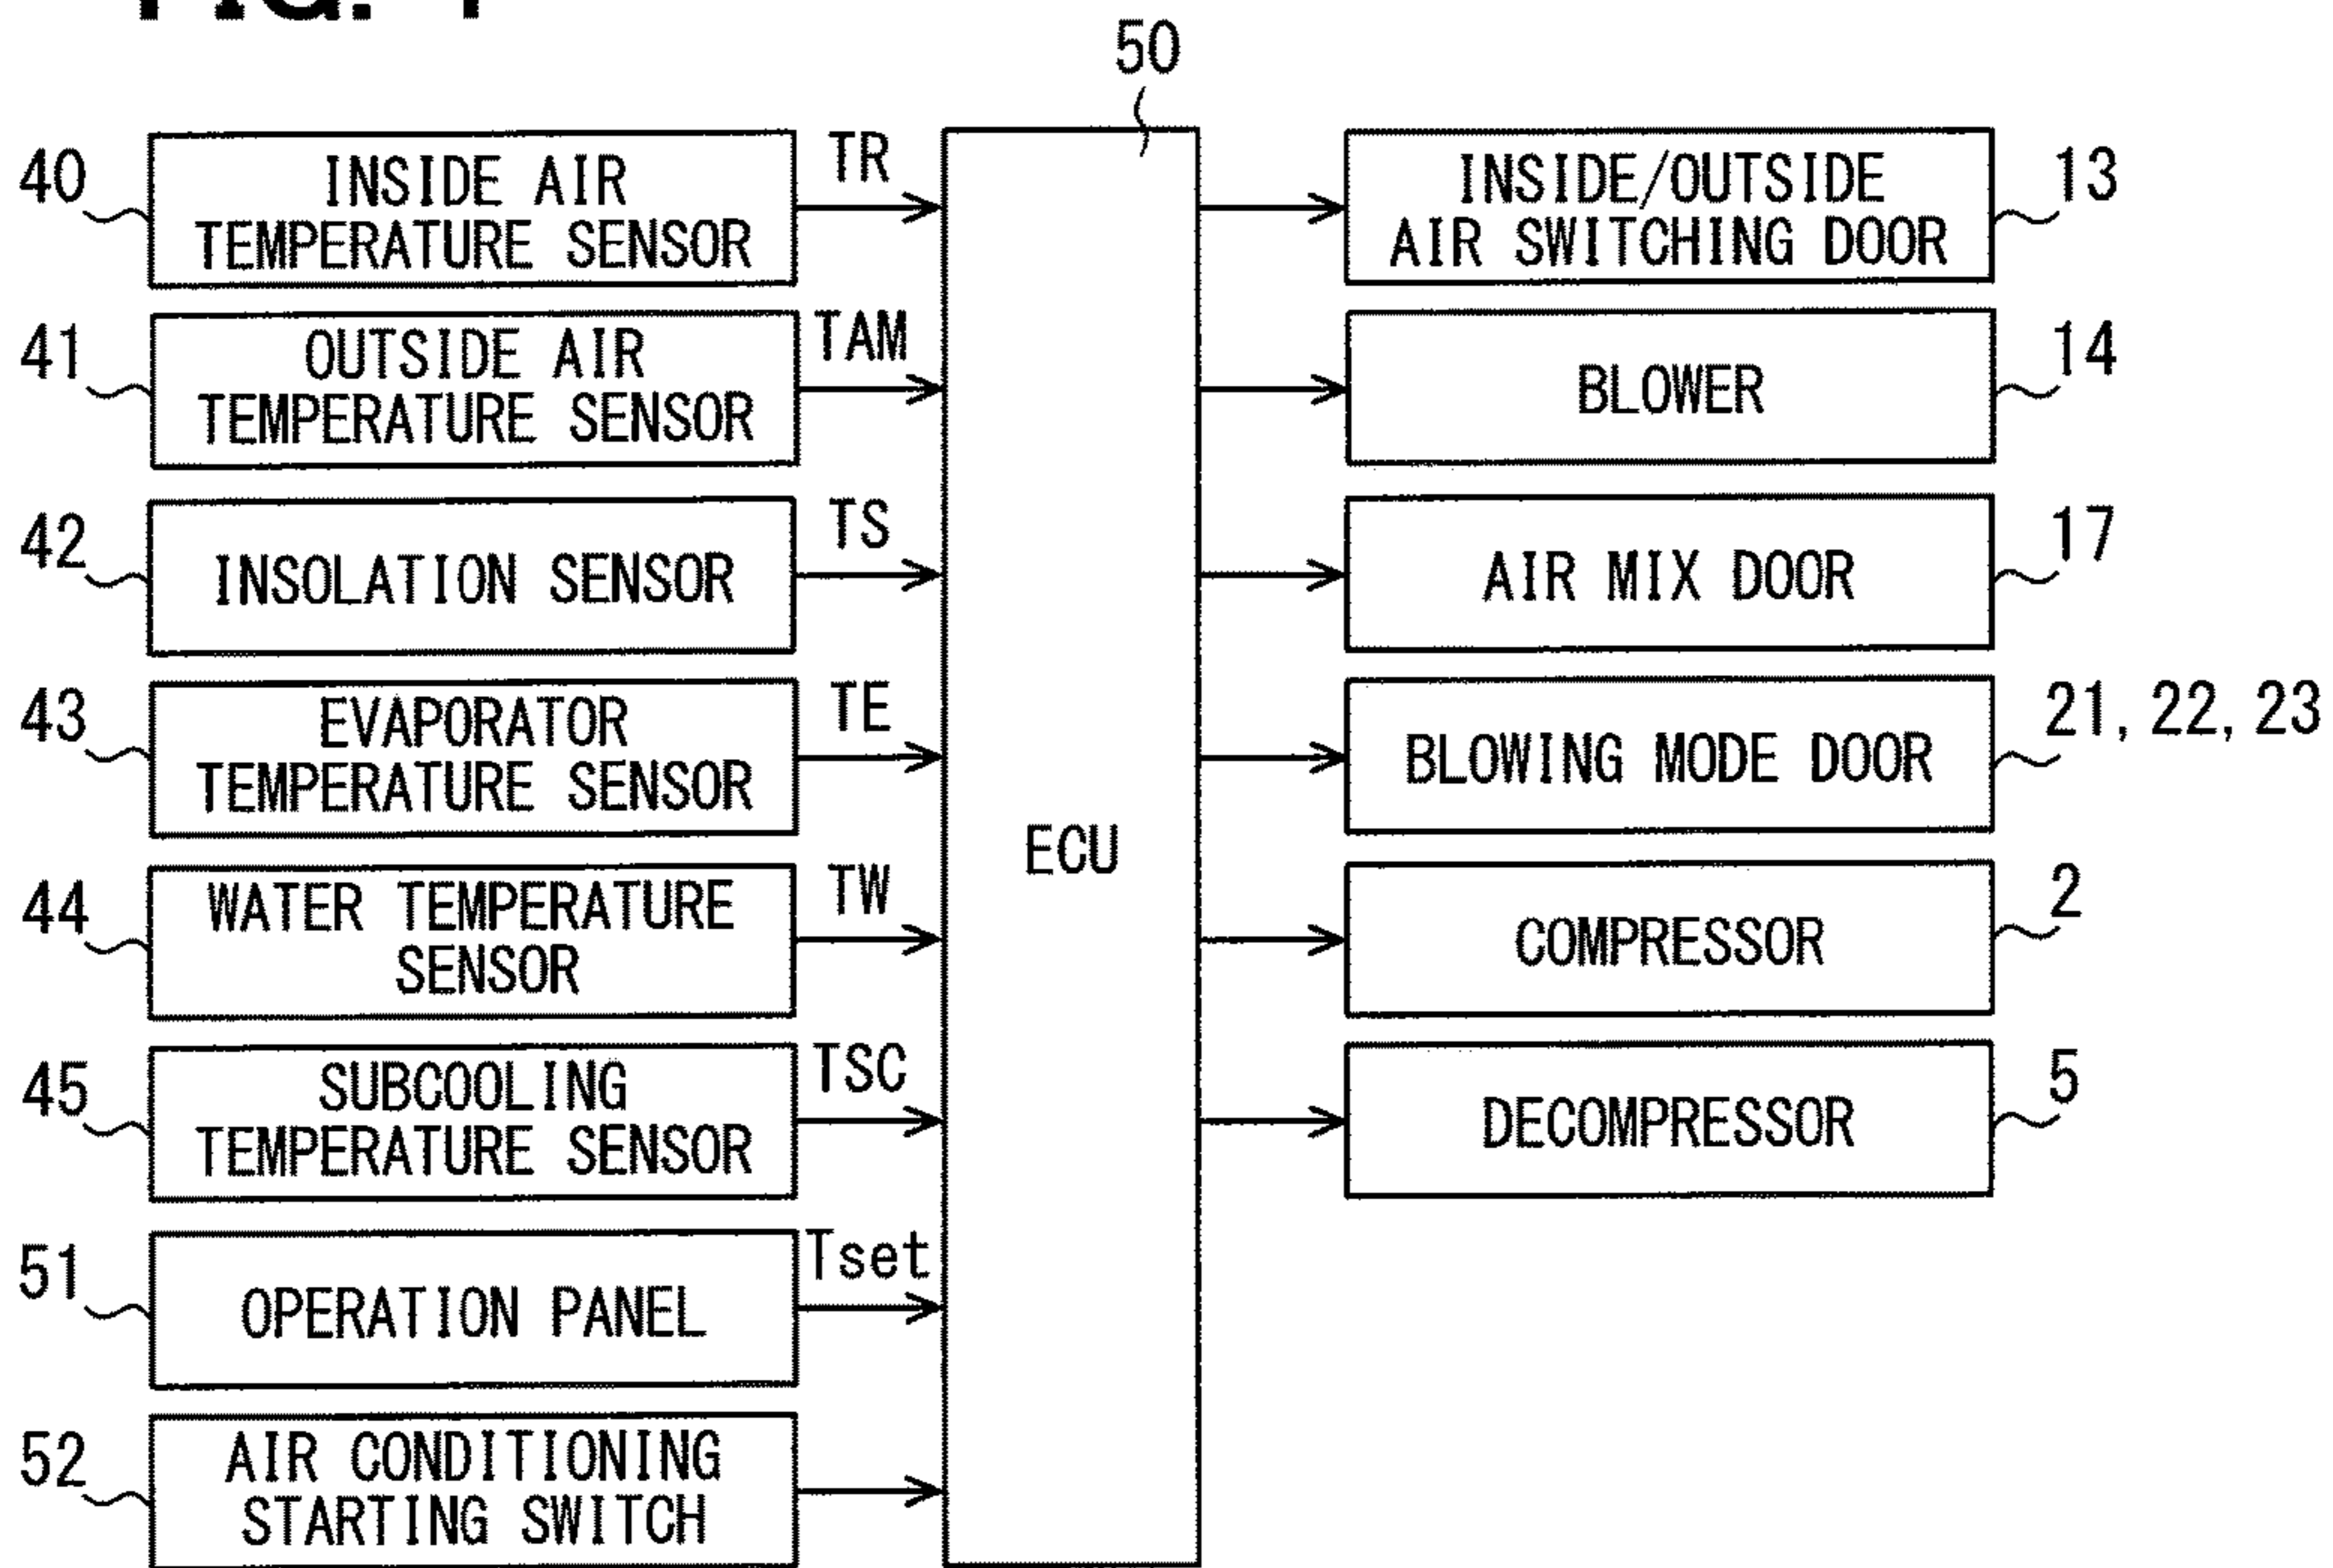 FIG.
50
40
INSIDE AIR
TEMPERATURE SENSOR
TR
INSIDE/OUTSIDE
AIR SWITCHING DOOR
13
41
OUTSIDE AIR
TEMPERATURE SENSOR
TAM
BLOWER
14
42
INSOLATION SENSOR
TS
AIR MIX DOOR
17
43
EVAPORATOR
TEMPERATURE SENSOR
TE
BLOWING MODE DOOR
21, 22, 23
ECU
44
WATER TEMPERATURE
SENSOR
TW
COMPRESSOR
2
45
SUBCOOLING
TEMPERATURE SENSOR
TSC
DECOMPRESSOR
5
51
OPERATION PANEL
Tset
52
AIR CONDITIONING
STARTING SWITCH